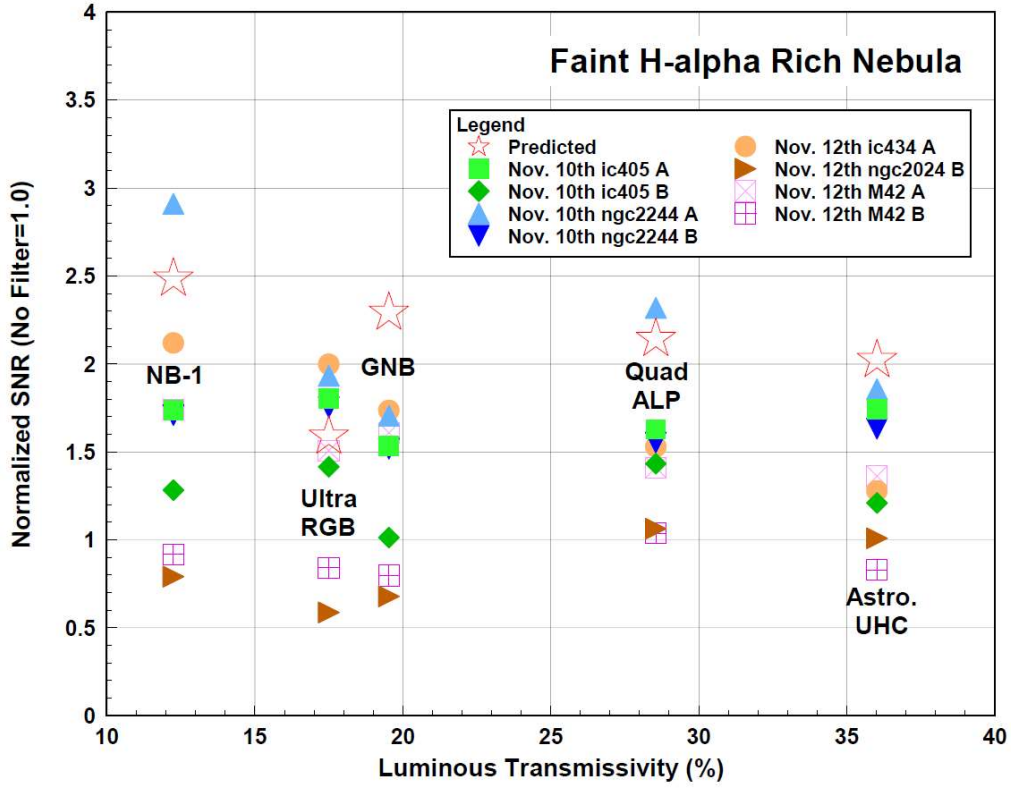 Faint H-alpha Rich Nebula
Legend
Predicted
Nov. 10th ic405 A
Nov. 10th ic405 B
Nov. 10th ngc2244 A
Nov. 10th ngc2244 B
Nov. 12th ic434 A
Nov. 12th ngc2024 B
Nov. 12th M42 A
Nov. 12th M42 B
Normalized SNR (No Filter=1.0)
4
3.5
3
2.5
2
1.5
1
0.5
0
NB-1
Ultra
RGB
GNB
Quad
ALP
Astro.
UHC
10
15
20
25
30
35
40
Luminous Transmissivity (%)